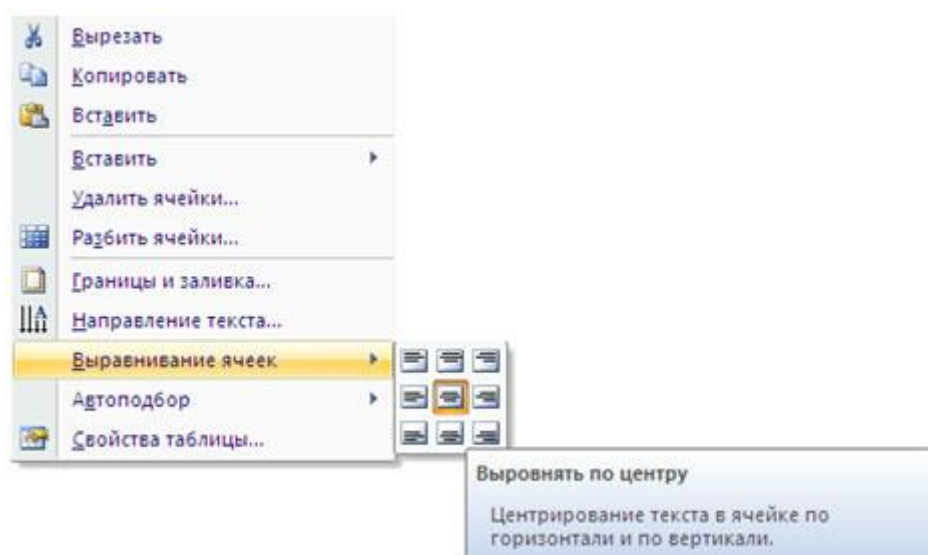 Вырезать
Копировать
Вставить
Вставить
Удалить ячейки...
Разбить ячейки...
Границы и заливка...
Направление текста...
Выравнивание ячеек
Автоподбор
Свойства таблицы...
Выровнять по центру
Центрирование текста в ячейке по
горизонтали и по вертикали.